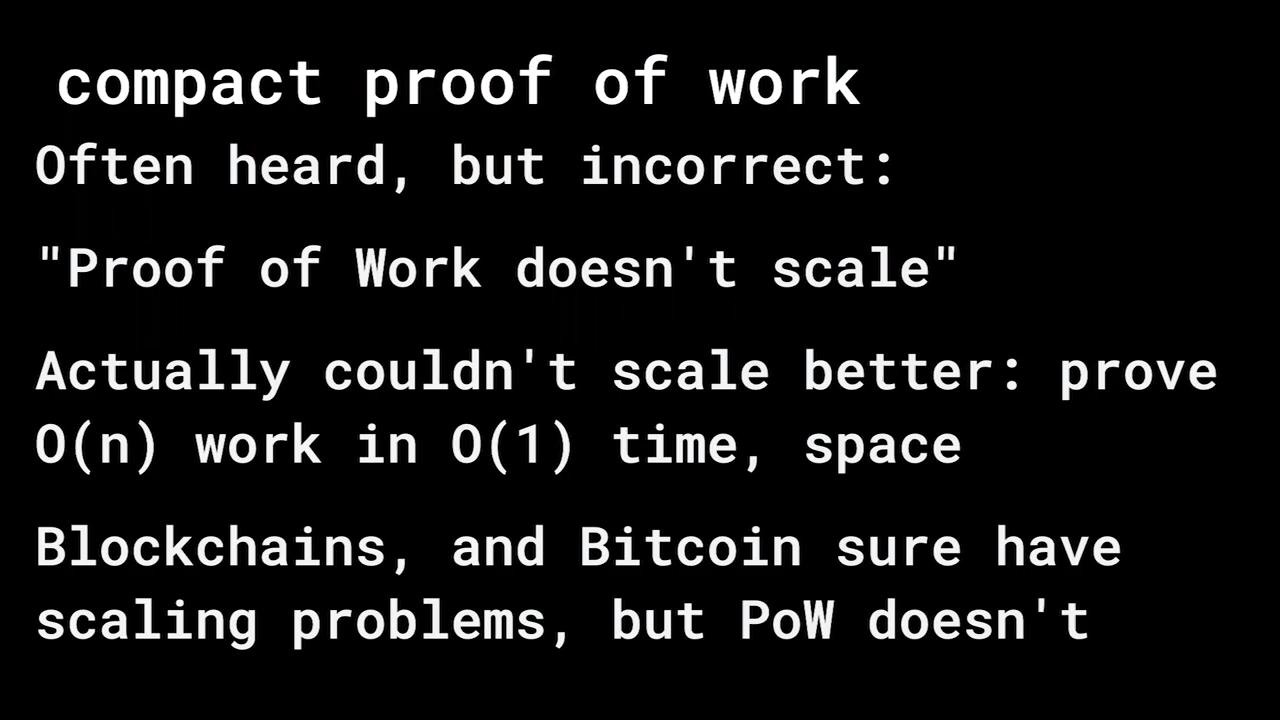 compact proof of work
Often heard, but incorrect:
"Proof of Work doesn't scale"
Actually couldn't scale better: prove
O(n) work in O(1) time, space
Blockchains, and Bitcoin sure have
scaling problems, but PoW doesn't